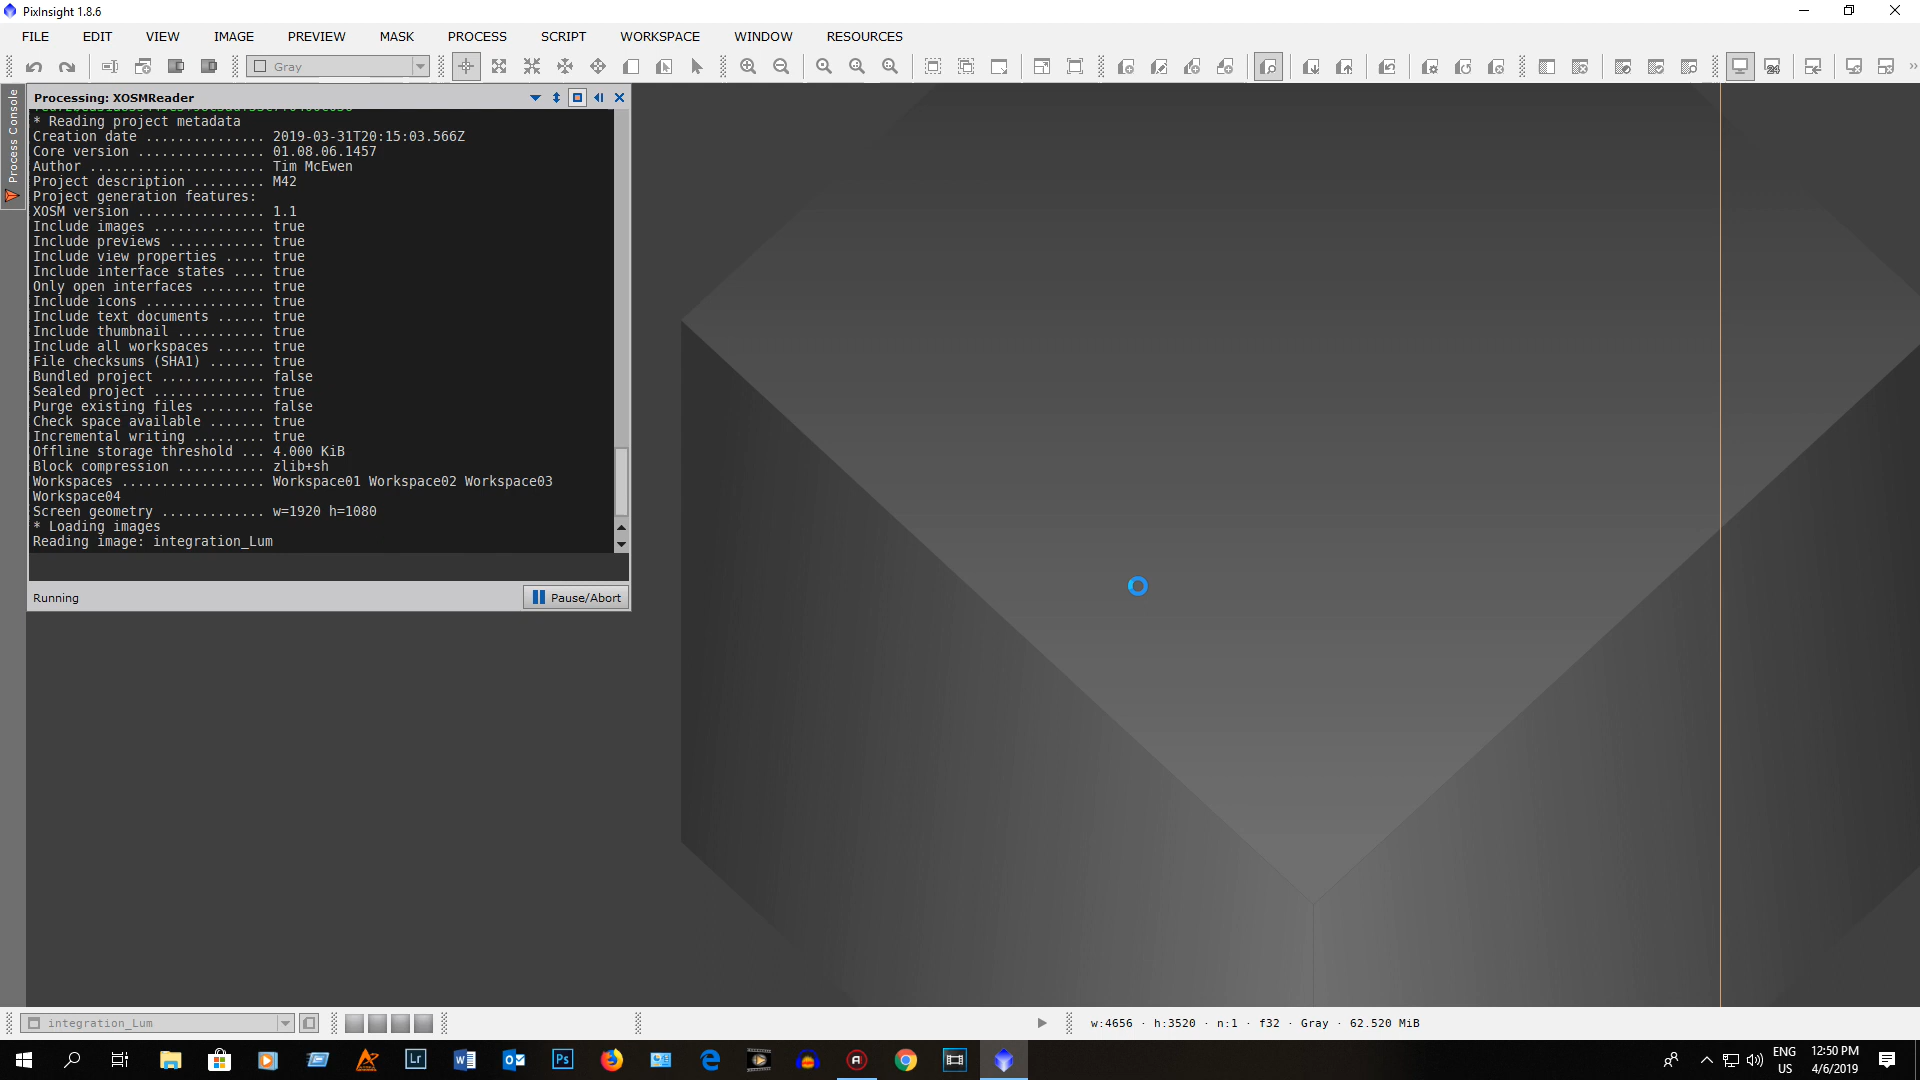 PixInsight 1.8.6
FILE EDIT VIEW IMAGE PREVIEW MASK PROCESS SCRIPT WORKSPACE WINDOW RESOURCES
Gray
Process Console
Processing: XOSMReader
* Reading project metadata
Creation date ............... 2019-03-31T20:15:03.566Z
Core version ................ 01.08.06.1457
Author ...................... Tim McEwen
Project description ......... M42
Project generation features:
XOSM version ................ 1.1
Include images .............. true
Include previews ............ true
Include view properties ..... true
Include interface states .... true
Only open interfaces ........ true
Include icons ............... true
Include text documents ...... true
Include thumbnail ........... true
Include all workspaces ...... true
File checksums (SHA1) ....... true
Bundled project ............. false
Sealed project .............. true
Purge existing files ........ false
Check space available ....... true
Incremental writing ......... true
Offline storage threshold ... 4.000 KiB
Block compression ........... zlib+sh
Workspaces .................. Workspace01 Workspace02 Workspace03
Workspace04
Screen geometry ............. w=1920 h=1080
* Loading images
Reading image: integration_Lum
Running
Pause/Abort
integration_Lum
w:4656 · h:3520 · n:1 · f32 · Gray · 62.520 MiB
Lr
Ps
ENG
US
12:50 PM
4/6/2019